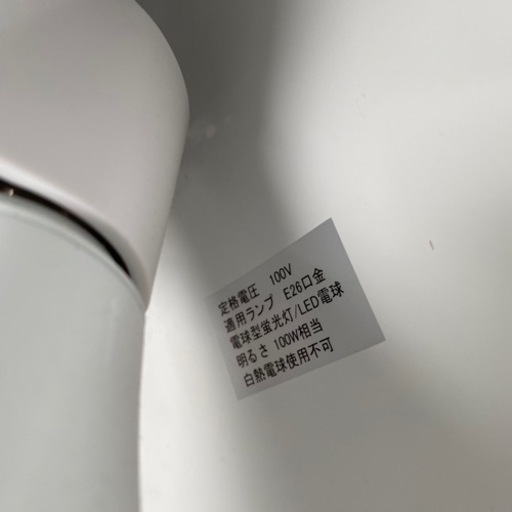 定格電圧 100V
適用ランプ E26口金
電球型蛍光灯/LED電球
明るさ 100W相当
白熱電球使用不可